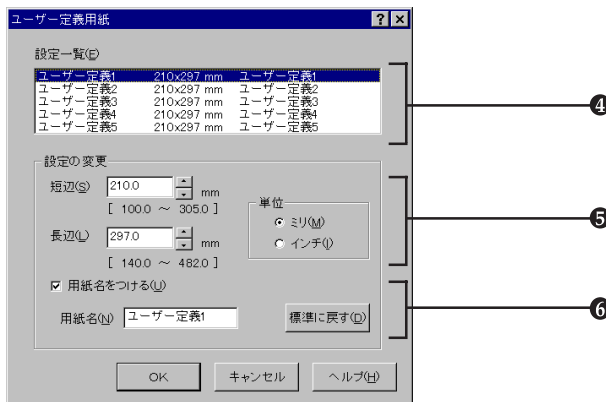 ユーザー定義用紙
設定一覧(E)
ユーザー定義1 210x297 mm ユーザー定義1
ユーザー定義2 210x297 mm ユーザー定義2
ユーザー定義3 210x297 mm ユーザー定義3
ユーザー定義4 210x297 mm ユーザー定義4
ユーザー定義5 210x297 mm ユーザー定義5
❹
設定の変更
短辺(S) 210.0 mm
[ 100.0 ～ 305.0 ]
単位
ミリ(M)
インチ(I)
長辺(L) 297.0 mm
[ 140.0 ～ 482.0 ]
❺
用紙名をつける(U)
用紙名(N) ユーザー定義1
標準に戻す(D)
❻
OK キャンセル ヘルプ(H)